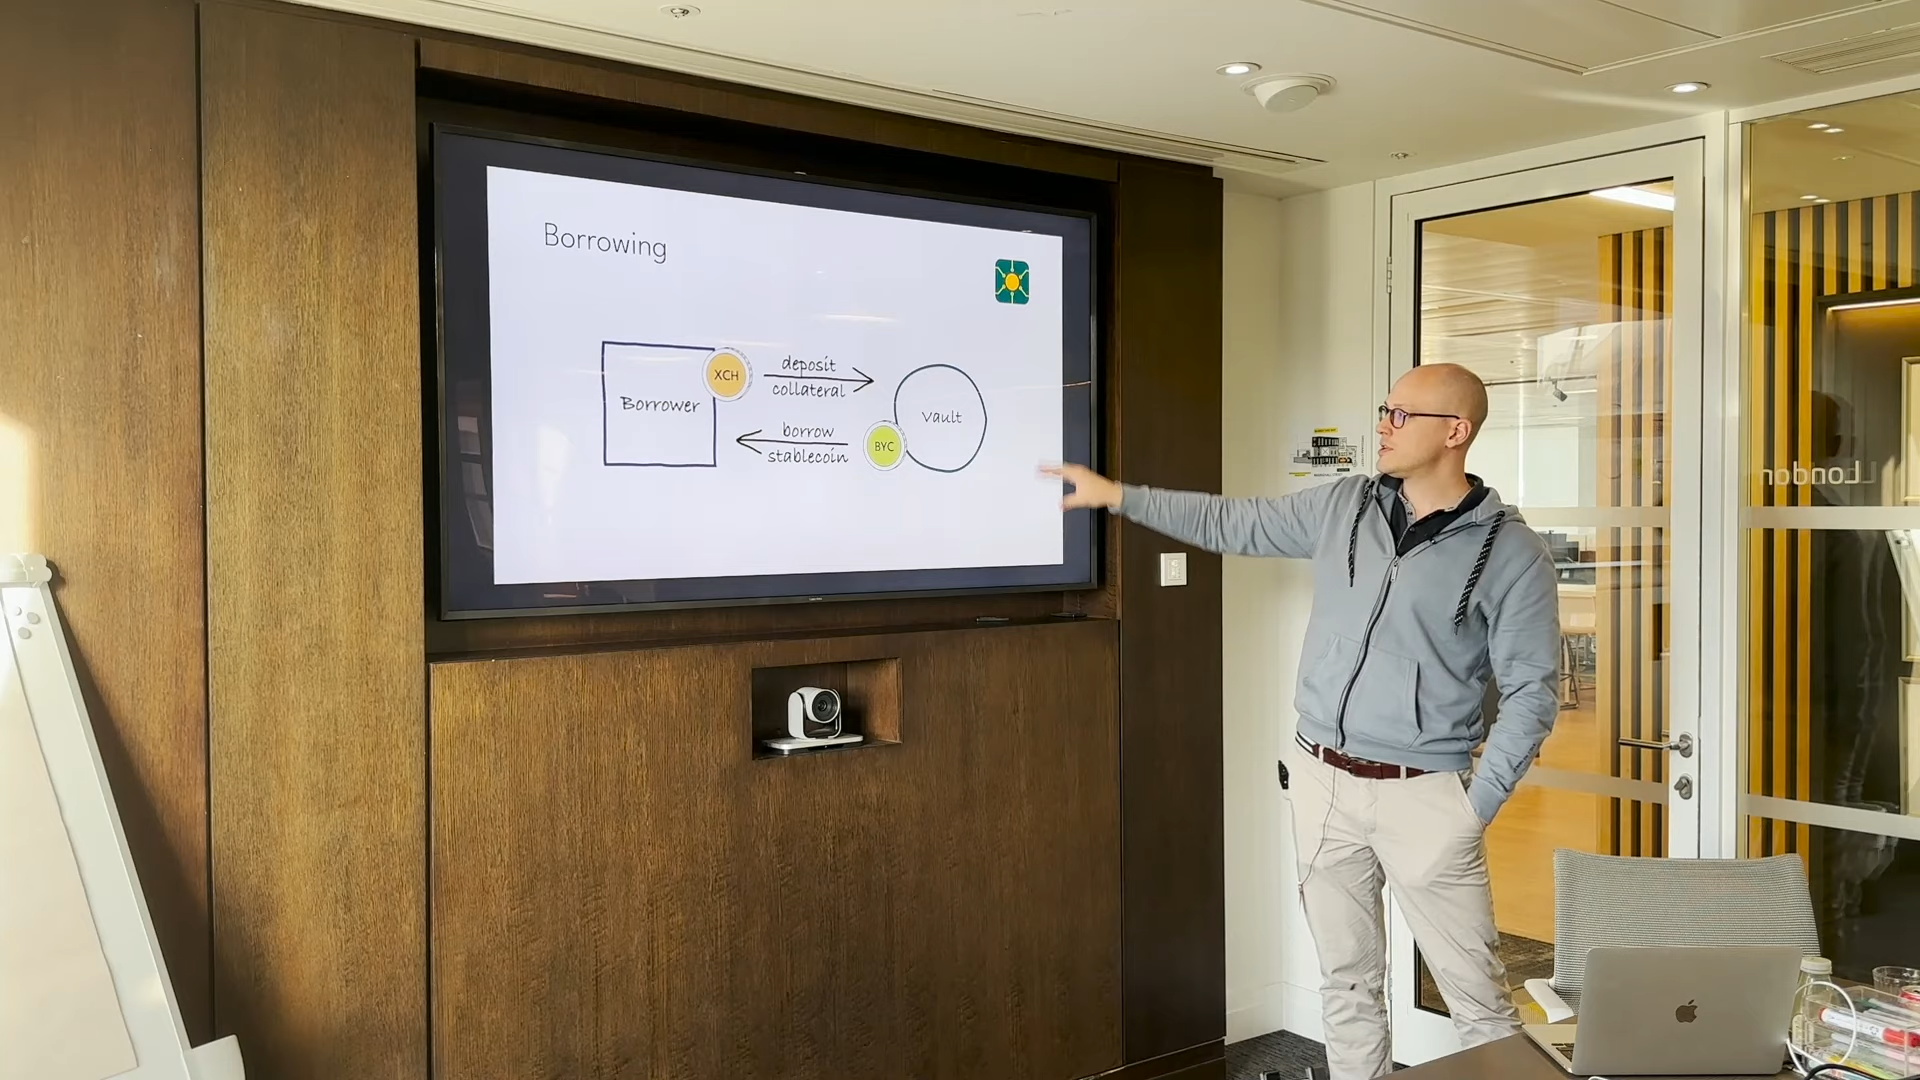 Borrowing
XCH
deposit
collateral
Borrower
Vault
borrow
stablecoin
BYC
London